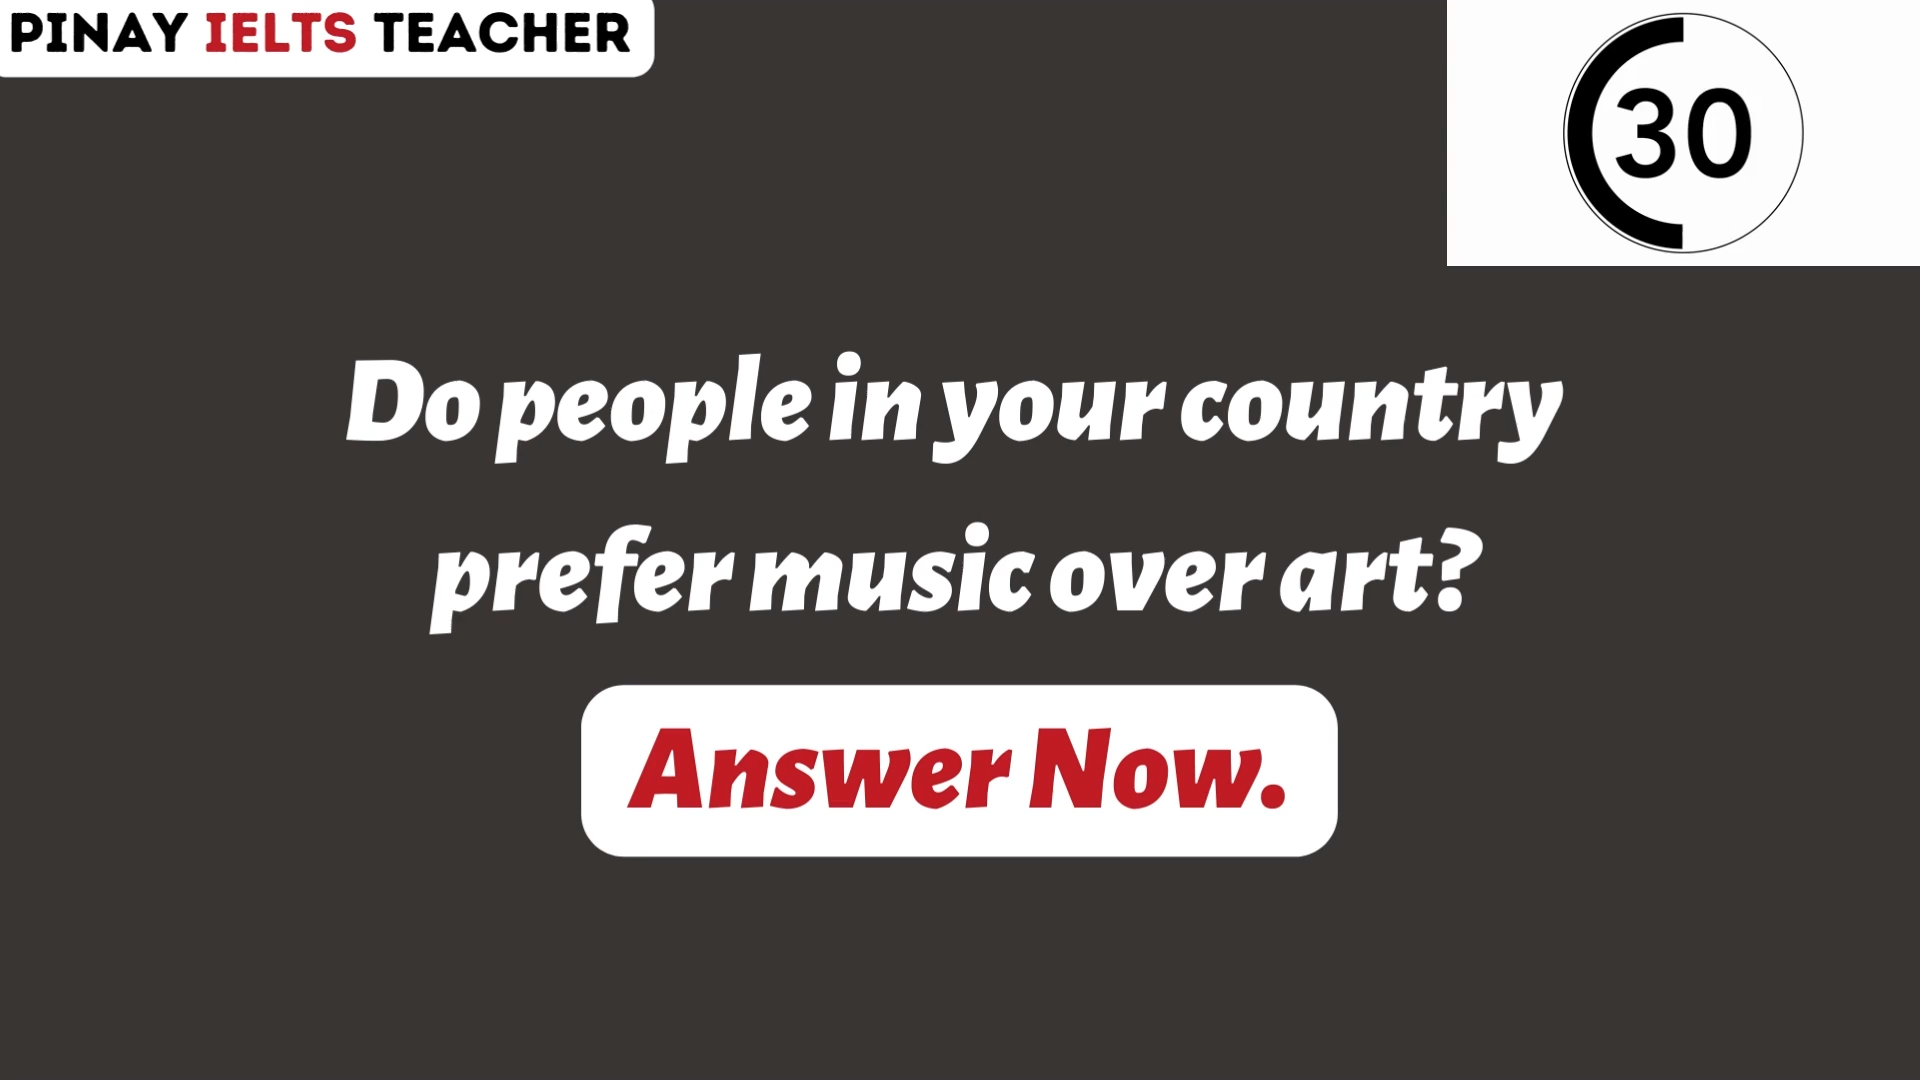 PINAY IELTS TEACHER
30
Do people in your country
prefer music over art?
Answer Now.